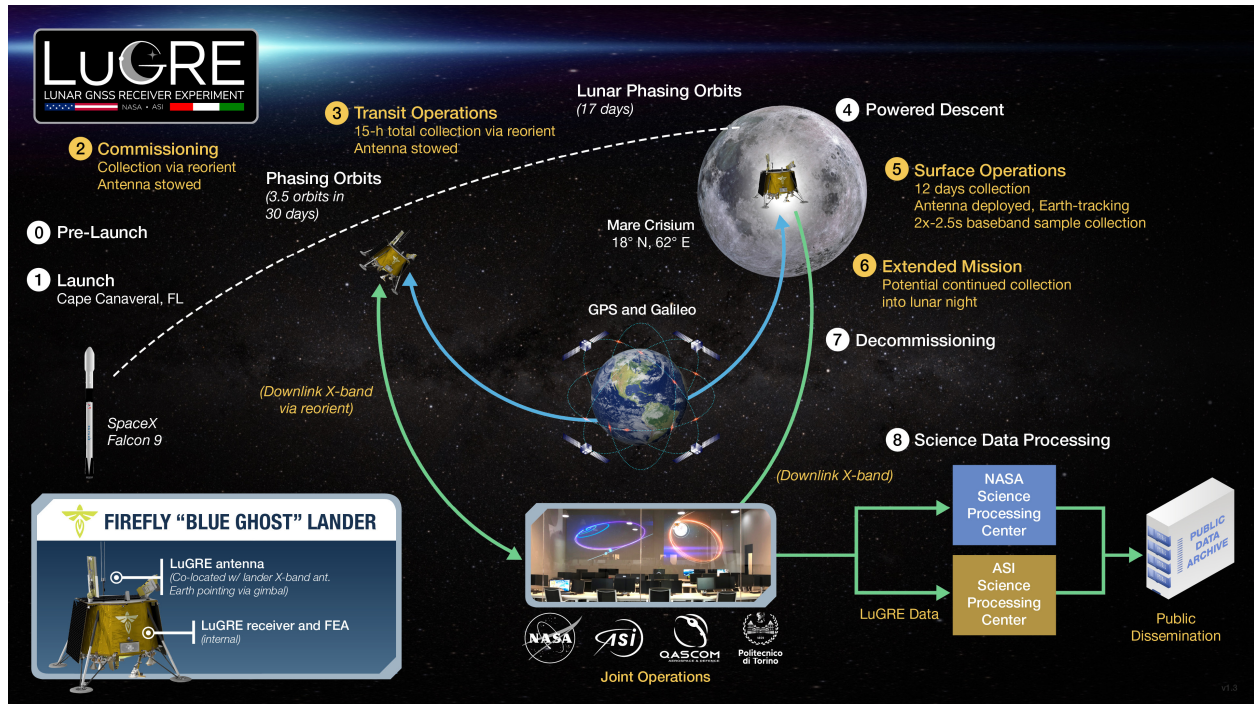 LuGRE
LUNAR GNSS RECEIVER EXPERIMENT
NASA • ASI
2 Commissioning
Collection via reorient
Antenna stowed
3 Transit Operations
15-h total collection via reorient
Antenna stowed
Lunar Phasing Orbits
(17 days)
4 Powered Descent
Phasing Orbits
(3.5 orbits in
30 days)
5 Surface Operations
12 days collection
Antenna deployed, Earth-tracking
2x-2.5s baseband sample collection
0 Pre-Launch
1 Launch
Cape Canaveral, FL
Mare Crisium
18° N, 62° E
6 Extended Mission
Potential continued collection
into lunar night
GPS and Galileo
7 Decommissioning
(Downlink X-band
via reorient)
SpaceX
Falcon 9
8 Science Data Processing
(Downlink X-band)
NASA
Science
Processing
Center
ASI
Science
Processing
Center
PUBLIC
DATA
ARCHIVE
LuGRE Data
Public
Dissemination
FIREFLY “BLUE GHOST” LANDER
LuGRE antenna
(Co-located w/ lander X-band ant.
Earth pointing via gimbal)
LuGRE receiver and FEA
(internal)
NASA
ASI
QASCOM
AEROSPACE & DEFENCE
Politecnico
di Torino
Joint Operations
v1.3